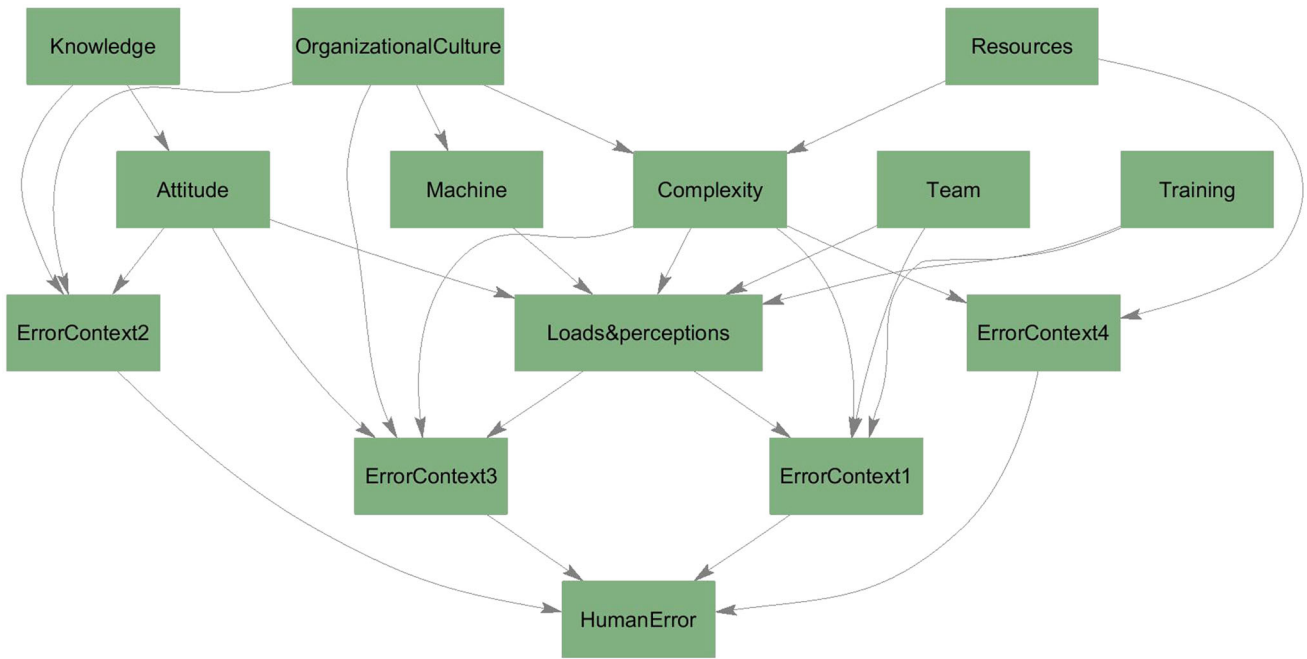 Knowledge
OrganizationalCulture
Resources
Attitude
Machine
Complexity
Team
Training
ErrorContext2
Loads&perceptions
ErrorContext4
ErrorContext3
ErrorContext1
HumanError